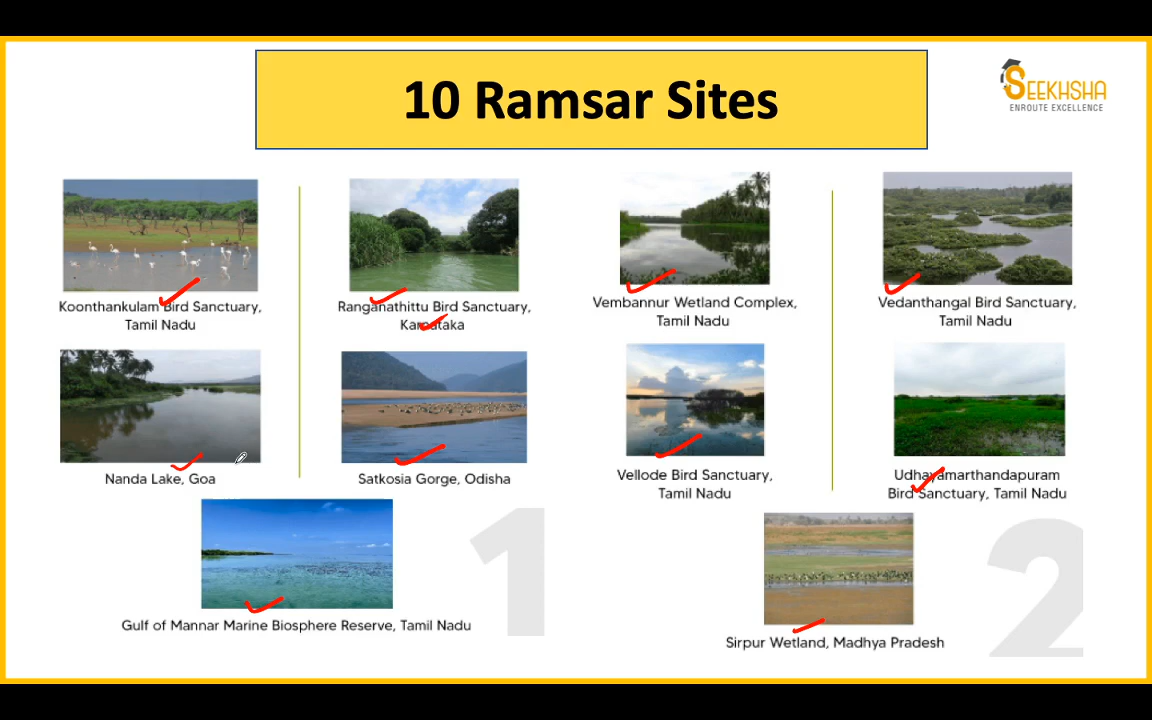 10 Ramsar Sites
SEEKHSHA
ENROUTE EXCELLENCE
Koonthankulam Bird Sanctuary,
Tamil Nadu
Ranganathittu Bird Sanctuary,
Karnataka
Vembannur Wetland Complex,
Tamil Nadu
Vedanthangal Bird Sanctuary,
Tamil Nadu
Nanda Lake, Goa
Satkosia Gorge, Odisha
Vellode Bird Sanctuary,
Tamil Nadu
Udhayamarthandapuram
Bird Sanctuary, Tamil Nadu
Gulf of Mannar Marine Biosphere Reserve, Tamil Nadu
1
Sirpur Wetland, Madhya Pradesh
2